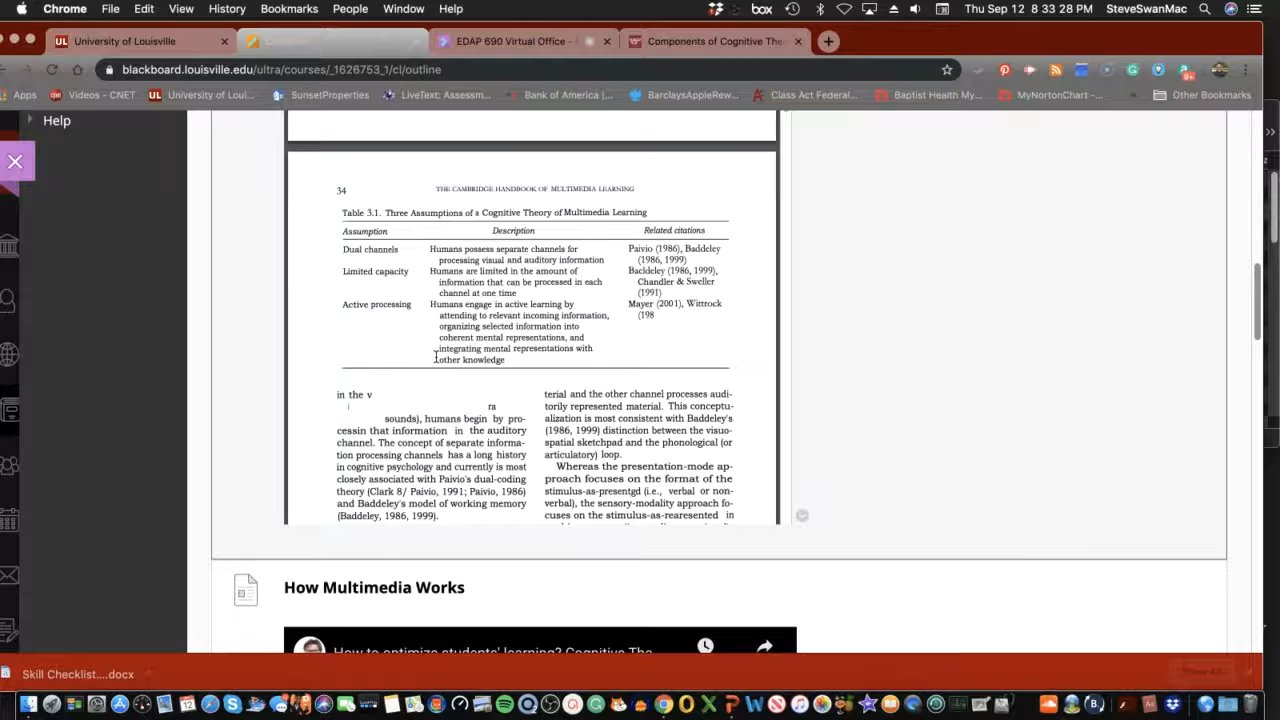 Chrome File Edit View History Bookmarks People Window Help box Thu Sep 12 8 33 28 PM SteveSwanMac
University of Louisville EDAP 690 Virtual Office - Components of Cognitive The
blackboard.louisville.edu/ultra/courses/_1626753_1/cl/outline
Apps Videos - CNET University of Loui... SunsetProperties LiveText: Assessm... Bank of America |... BarclaysAppleRew... Class Act Federal... Baptist Health My... MyNortonChart -... Other Bookmarks
Help
34 THE CAMBRIDGE HANDBOOK OF MULTIMEDIA LEARNING
Table 3.1. Three Assumptions of a Cognitive Theory of Multimedia Learning
Assumption Description Related citations
Dual channels Humans possess separate channels for Paivio (1986), Baddeley
processing visual and auditory information (1986, 1999)
Limited capacity Humans are limited in the amount of Bacldeley (1986, 1999),
information that can be processed in each Chandler & Sweller
channel at one time (1991)
Active processing Humans engage in active learning by Mayer (2001), Wittrock
attending to relevant incoming information, (198
organizing selected information into
coherent mental representations, and
integrating mental representations with
other knowledge
in the v
i ra
sounds), humans begin by pro-
cessin that information in the auditory
channel. The concept of separate informa-
tion processing channels has a long history
in cognitive psychology and currently is most
closely associated with Paivio's dual-coding
theory (Clark 8/ Paivio, 1991; Paivio, 1986)
and Baddeley's model of working memory
(Baddeley, 1986, 1999).
terial and the other channel processes audi-
torily represented material. This conceptu-
alization is most consistent with Baddeley's
(1986, 1999) distinction between the visuo-
spatial sketchpad and the phonological (or
articulatory) loop.
Whereas the presentation-mode ap-
proach focuses on the format of the
stimulus-as-presentgd (i.e., verbal or non-
verbal), the sensory-modality approach fo-
cuses on the stimulus-as-rearesented in
How Multimedia Works
How to optimize students' learning? Cognitive The
Skill Checklist....docx